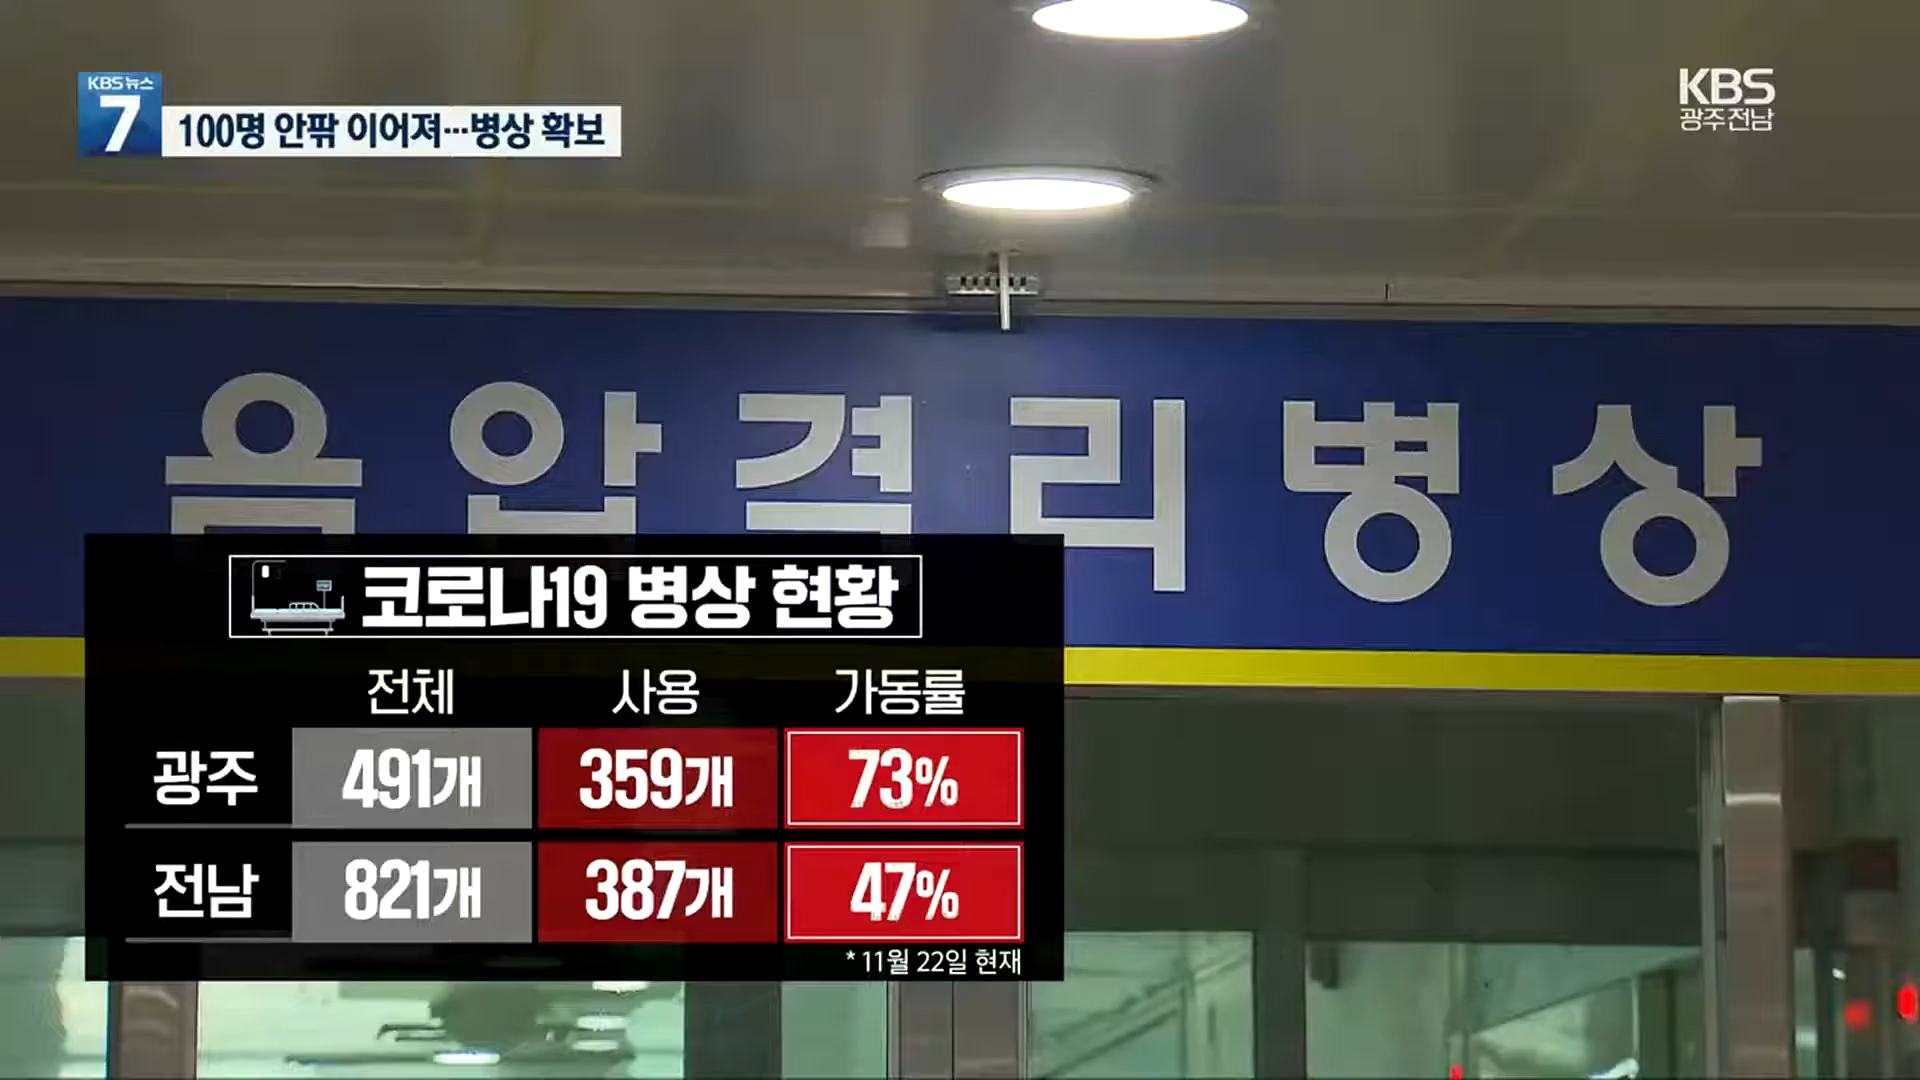 KBS 뉴스
7
100명 안팎 이어져…병상 확보
KBS
광주전남
음압격리병상
코로나19 병상 현황
전체 사용 가동률
광주 491개 359개 73%
전남 821개 387개 47%
* 11월 22일 현재